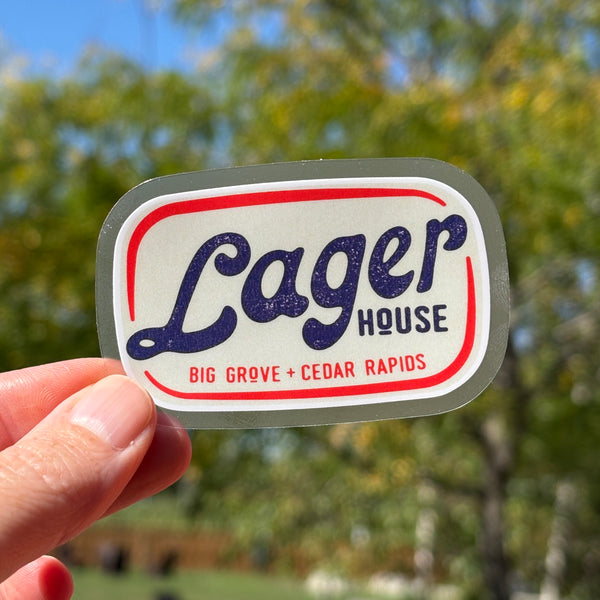 Lager
HOUSE
BIG GROVE + CEDAR RAPIDS